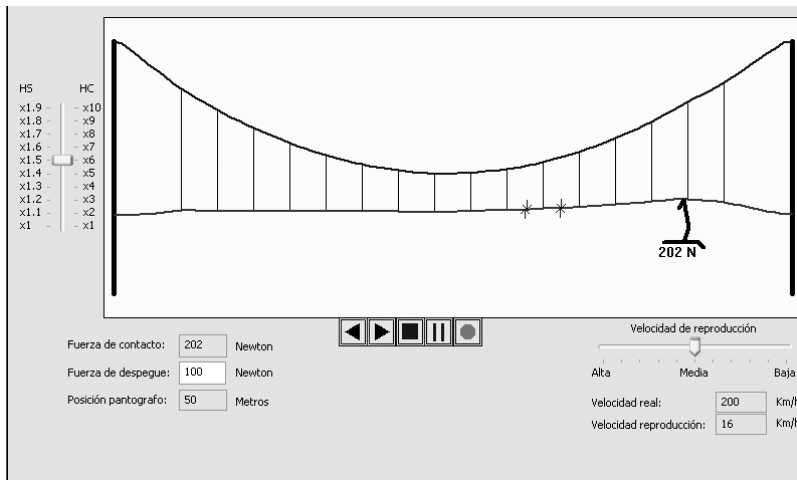 HS HC
x1.9 - - x10
x1.8 - - x9
x1.7 - - x8
x1.6 - - x7
x1.5 - - x6
x1.4 - - x5
x1.3 - - x4
x1.2 - - x3
x1.1 - - x2
x1 - - x1
202 N
Fuerza de contacto: 202 Newton
Fuerza de despegue: 100 Newton
Posición pantografo: 50 Metros
Velocidad de reproducción
Alta Media Baja
Velocidad real: 200 Km/h
Velocidad reproducción: 16 Km/h